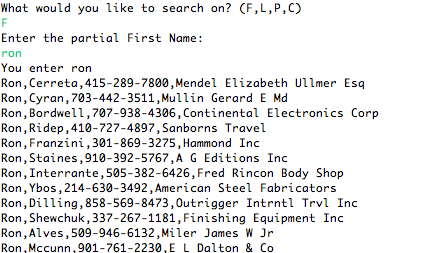 What would you like to search on? (F,L,P,C)
F
Enter the partial First Name:
ron
You enter ron
Ron,Cerreta,415-289-7800,Mendel Elizabeth Ullmer Esq
Ron,Cyran,703-442-3511,Mullin Gerard E Md
Ron,Bordwell,707-938-4306,Continental Electronics Corp
Ron,Ridep,410-727-4897,Sanborns Travel
Ron,Franzini,301-869-3275,Hammond Inc
Ron,Staines,910-392-5767,A G Editions Inc
Ron,Interrante,505-382-6426,Fred Rincon Body Shop
Ron,Ybos,214-630-3492,American Steel Fabricators
Ron,Dilling,858-569-8473,Outrigger Intrntl Trvl Inc
Ron,Shewchuk,337-267-1181,Finishing Equipment Inc
Ron,Alves,509-946-6132,Miler James W Jr
Ron,Mccunn,901-761-2230,E L Dalton & Co